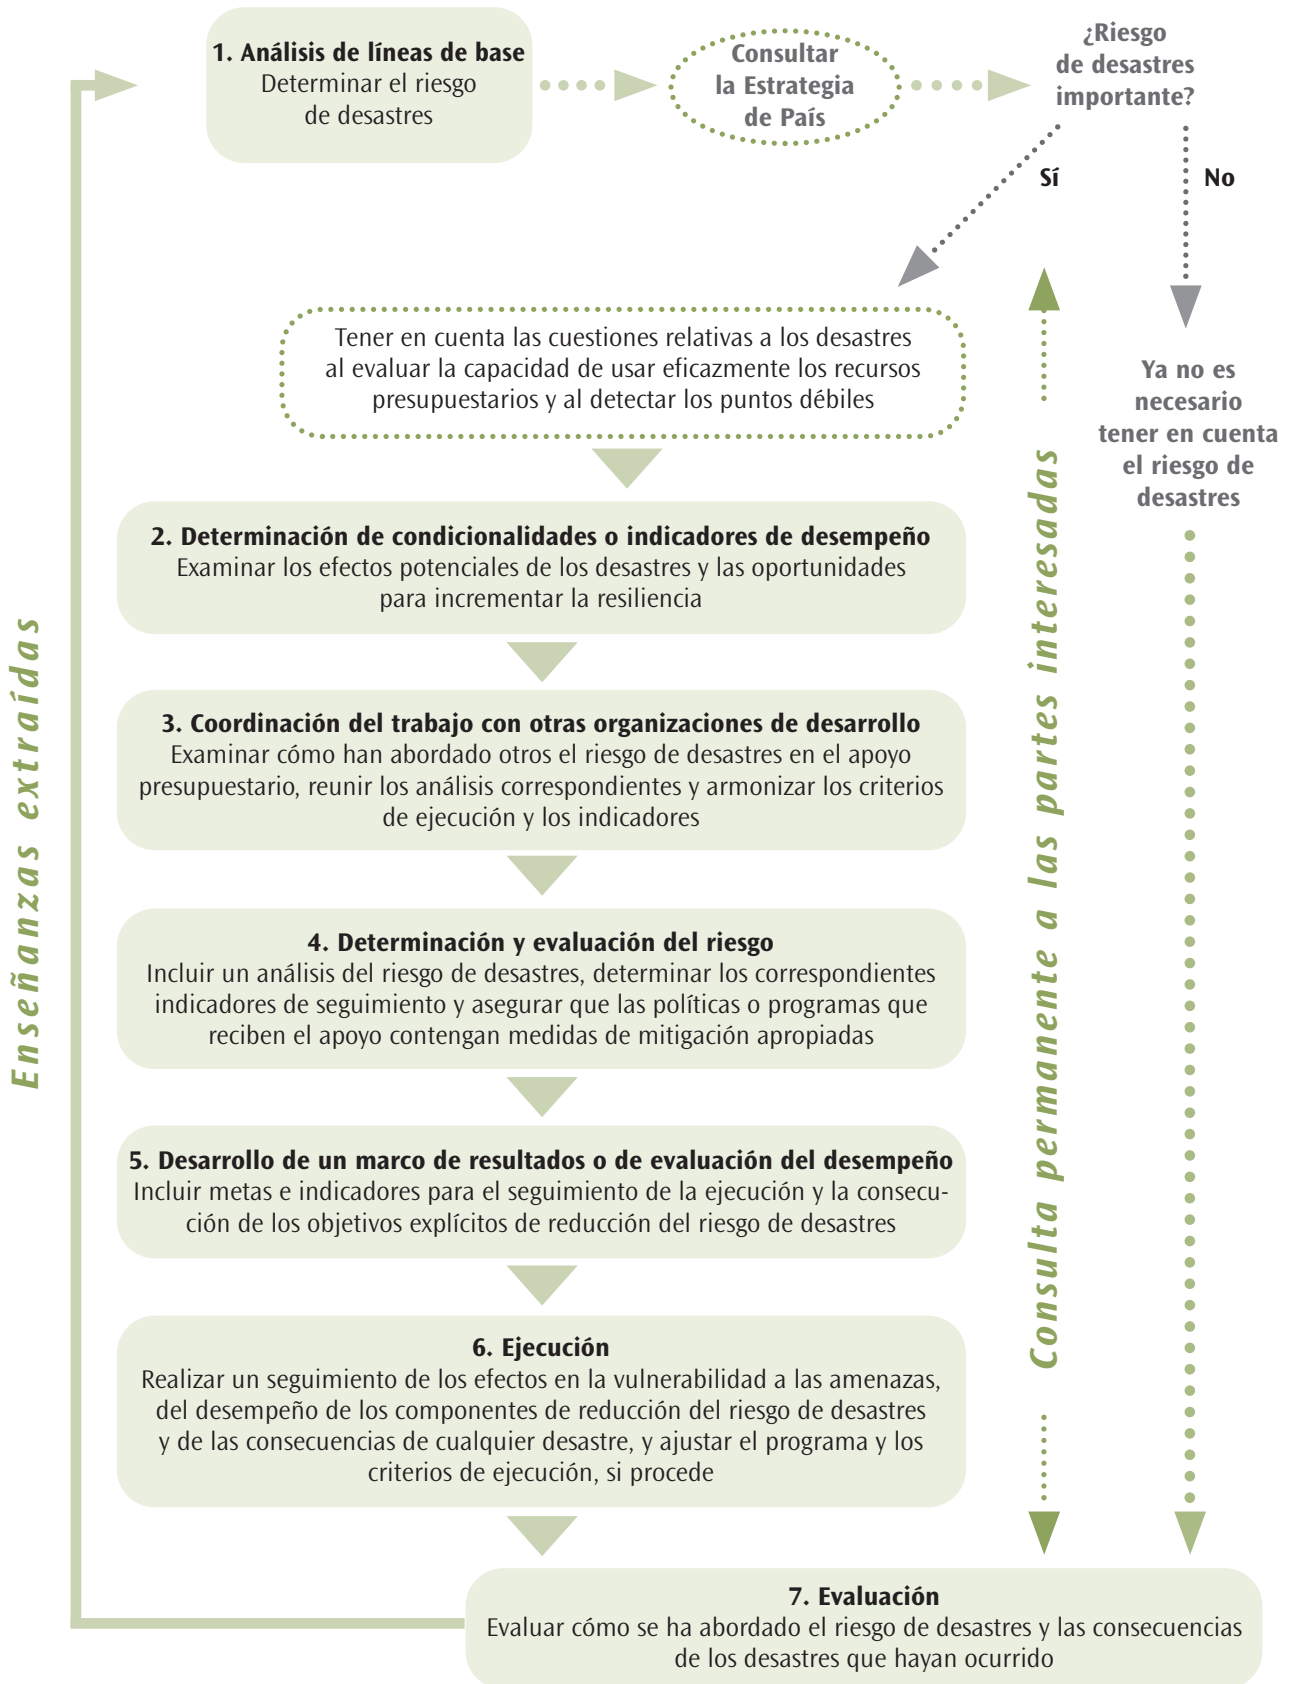 1. Análisis de líneas de base
Determinar el riesgo
de desastres
Consultar
la Estrategia
de País
¿Riesgo
de desastres
importante?
Sí
No
Tener en cuenta las cuestiones relativas a los desastres
al evaluar la capacidad de usar eficazmente los recursos
presupuestarios y al detectar los puntos débiles
Ya no es
necesario
tener en cuenta
el riesgo de
desastres
2. Determinación de condicionalidades o indicadores de desempeño
Examinar los efectos potenciales de los desastres y las oportunidades
para incrementar la resiliencia
3. Coordinación del trabajo con otras organizaciones de desarrollo
Examinar cómo han abordado otros el riesgo de desastres en el apoyo
presupuestario, reunir los análisis correspondientes y armonizar los criterios
de ejecución y los indicadores
4. Determinación y evaluación del riesgo
Incluir un análisis del riesgo de desastres, determinar los correspondientes
indicadores de seguimiento y asegurar que las políticas o programas que
reciben el apoyo contengan medidas de mitigación apropiadas
5. Desarrollo de un marco de resultados o de evaluación del desempeño
Incluir metas e indicadores para el seguimiento de la ejecución y la consecu-
ción de los objetivos explícitos de reducción del riesgo de desastres
6. Ejecución
Realizar un seguimiento de los efectos en la vulnerabilidad a las amenazas,
del desempeño de los componentes de reducción del riesgo de desastres
y de las consecuencias de cualquier desastre, y ajustar el programa y los
criterios de ejecución, si procede
7. Evaluación
Evaluar cómo se ha abordado el riesgo de desastres y las consecuencias
de los desastres que hayan ocurrido
Enseñanzas extraídas
Consulta permanente a las partes interesadas